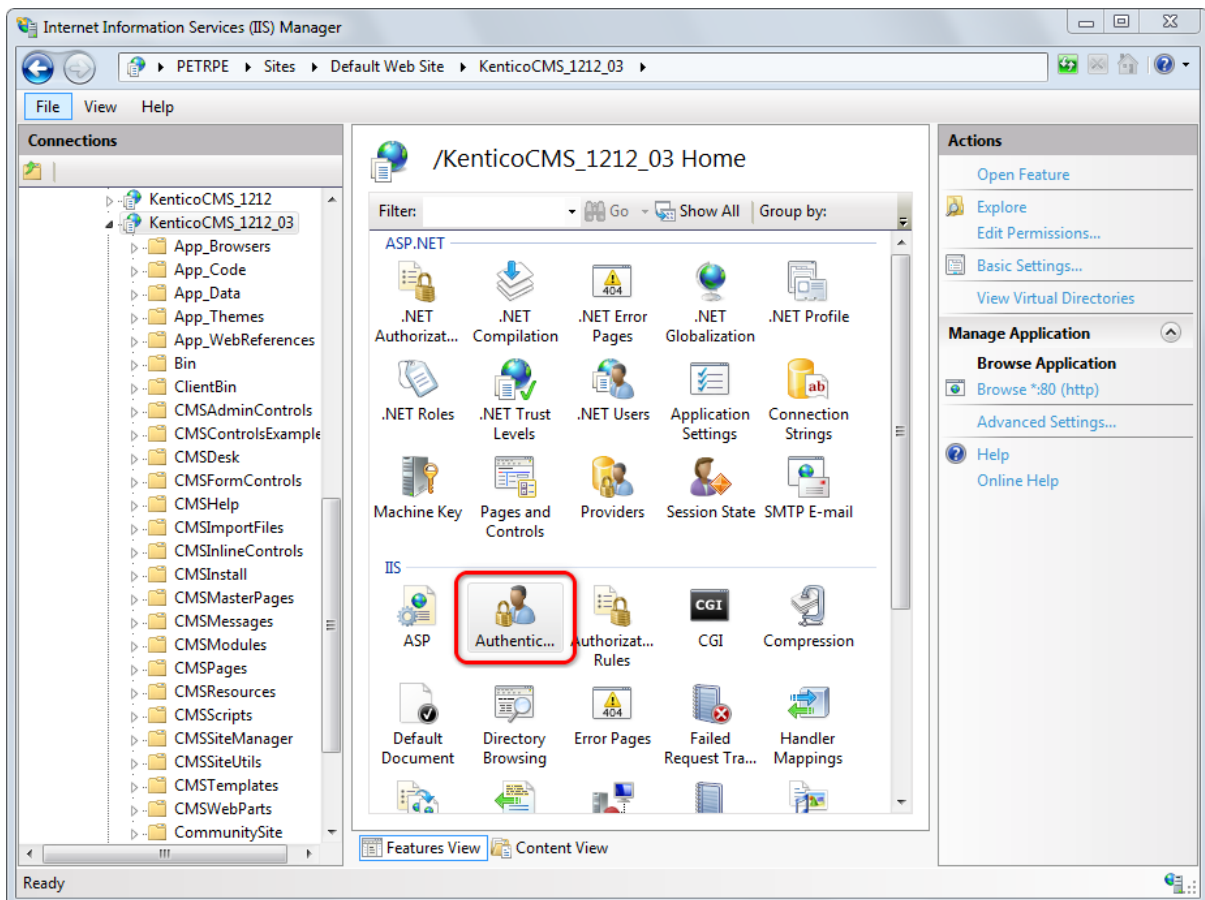 Internet Information Services (IIS) Manager
PETRPE Sites Default Web Site KenticoCMS_1212_03
File View Help
Connections
KenticoCMS_1212
KenticoCMS_1212_03
App_Browsers
App_Code
App_Data
App_Themes
App_WebReferences
Bin
ClientBin
CMSAdminControls
CMSControlsExample
CMSDesk
CMSFormControls
CMSHelp
CMSImportFiles
CMSInlineControls
CMSInstall
CMSMasterPages
CMSMessages
CMSModules
CMSPages
CMSResources
CMSScripts
CMSSiteManager
CMSSiteUtils
CMSTemplates
CMSWebParts
CommunitySite
/KenticoCMS_1212_03 Home
Filter: Go Show All Group by:
ASP.NET
.NET .NET .NET Error .NET .NET Profile
Authorizat... Compilation Pages Globalization
404
.NET Roles .NET Trust .NET Users Application Connection
Levels Settings Strings
ab
Machine Key Pages and Providers Session State SMTP E-mail
Controls
IIS
CGI
ASP Authentic... Authorizat... CGI Compression
Rules
404
Default Directory Error Pages Failed Handler
Document Browsing Request Tra... Mappings
Features View Content View
Actions
Open Feature
Explore
Edit Permissions...
Basic Settings...
View Virtual Directories
Manage Application
Browse Application
Browse *:80 (http)
Advanced Settings...
Help
Online Help
Ready